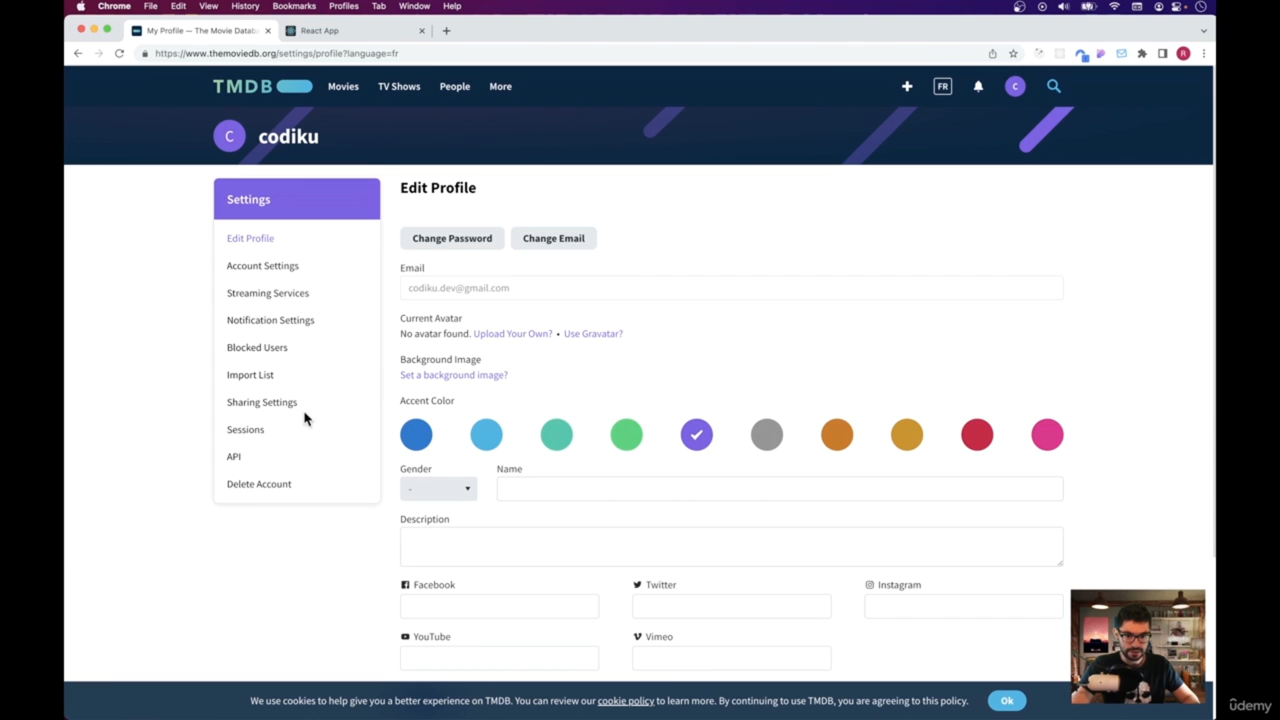 Chrome File Edit View History Bookmarks Profiles Tab Window Help
My Profile — The Movie Databa React App
https://www.themoviedb.org/settings/profile?language=fr
TMDB Movies TV Shows People More FR C
C codiku
Settings
Edit Profile
Account Settings
Streaming Services
Notification Settings
Blocked Users
Import List
Sharing Settings
Sessions
API
Delete Account
Edit Profile
Change Password Change Email
Email
codiku.dev@gmail.com
Current Avatar
No avatar found. Upload Your Own? • Use Gravatar?
Background Image
Set a background image?
Accent Color
Gender Name
-
Description
Facebook Twitter Instagram
YouTube Vimeo
We use cookies to help give you a better experience on TMDB. You can review our cookie policy to learn more. By continuing to use TMDB, you are agreeing to this policy. Ok
udemy